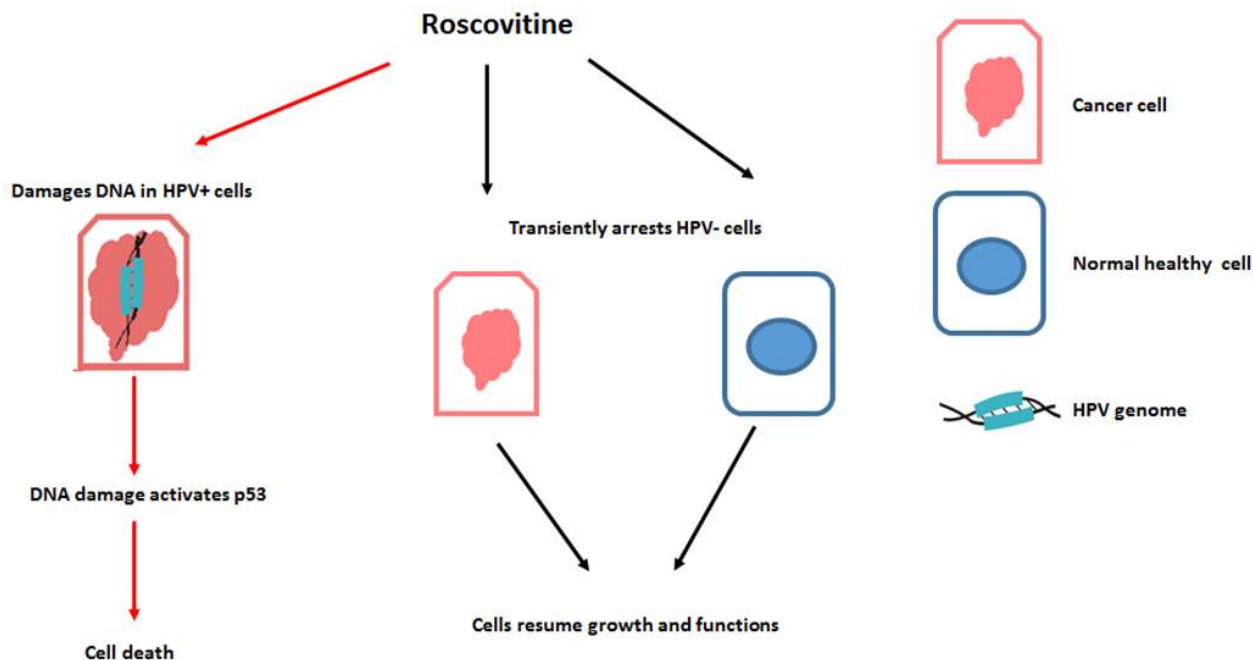 Roscovitine
Cancer cell
Damages DNA in HPV+ cells
Transiently arrests HPV- cells
Normal healthy cell
HPV genome
DNA damage activates p53
Cells resume growth and functions
Cell death